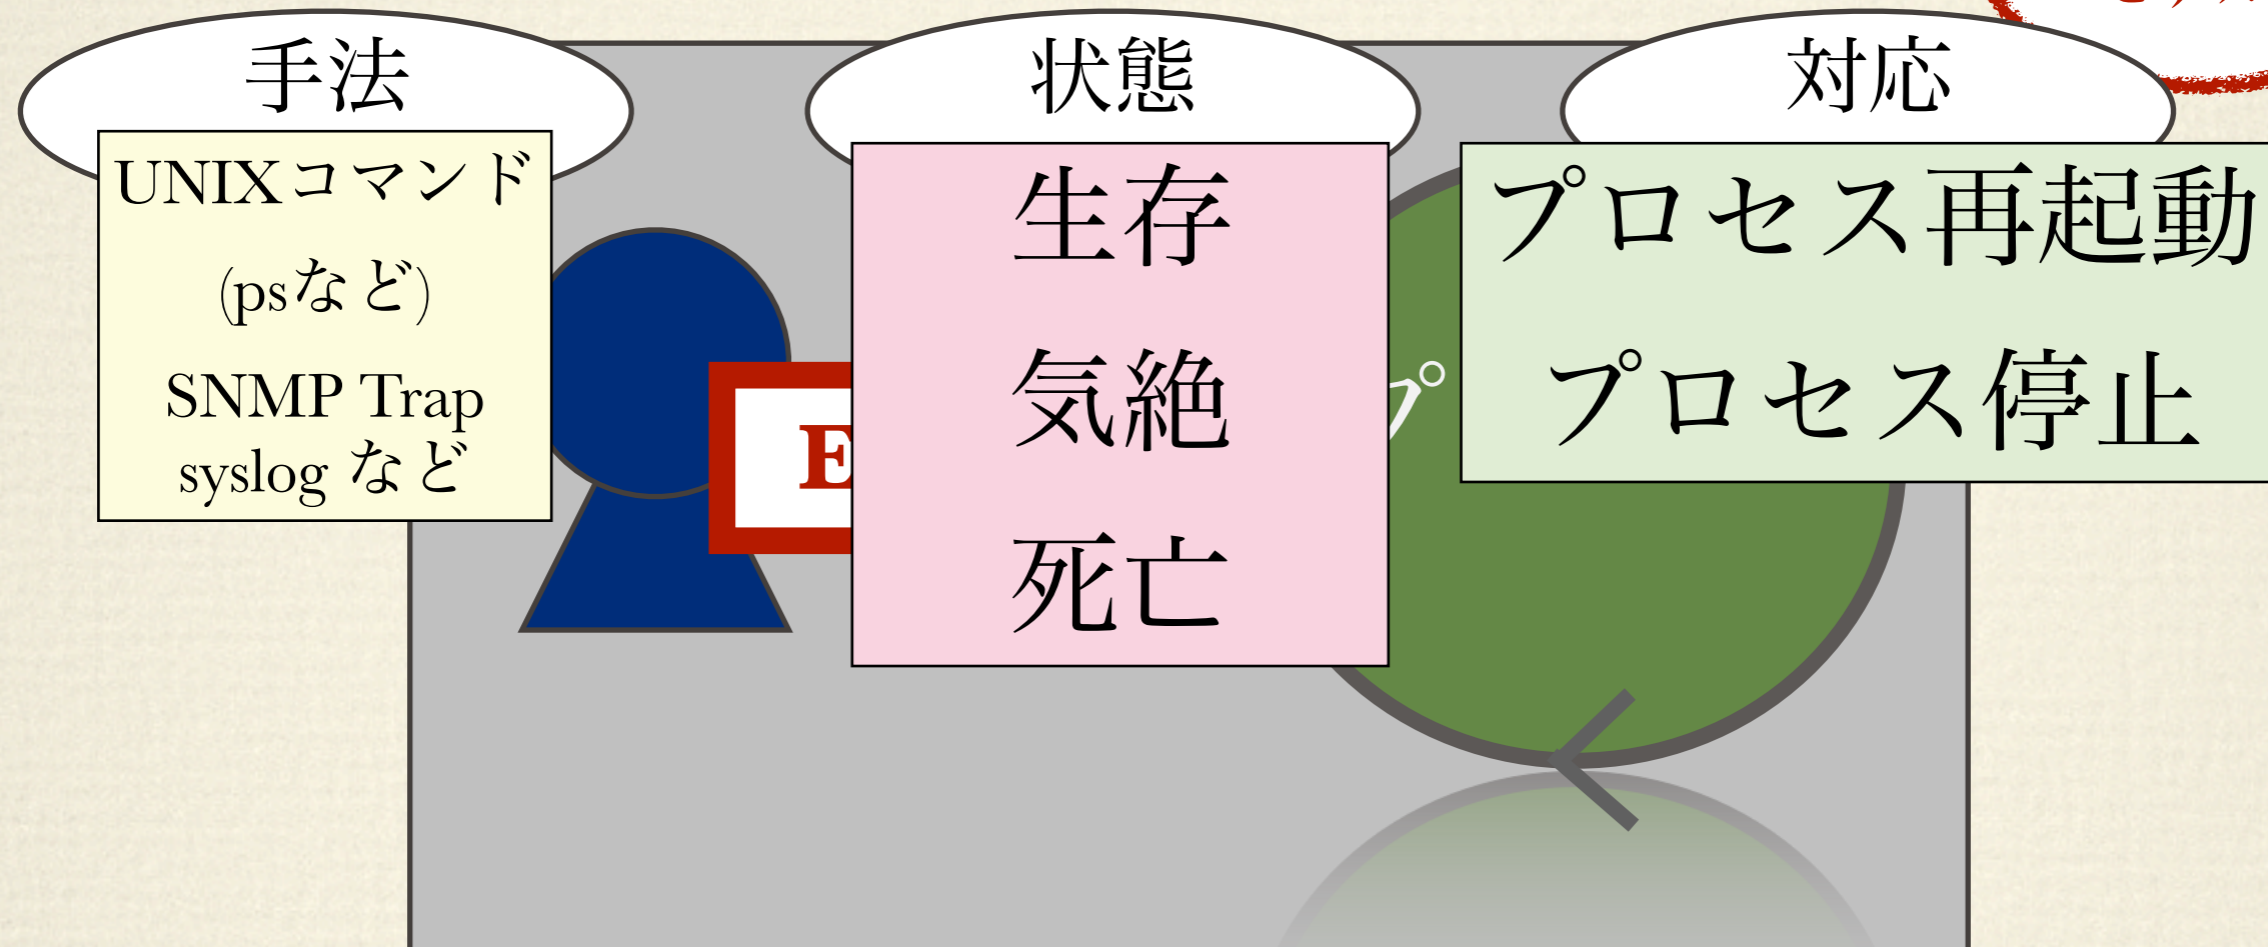 手法
UNIXコマンド
(psなど)
SNMP Trap
syslog など
状態
生存
気絶
死亡
対応
プロセス再起動
プロセス停止
E
プ